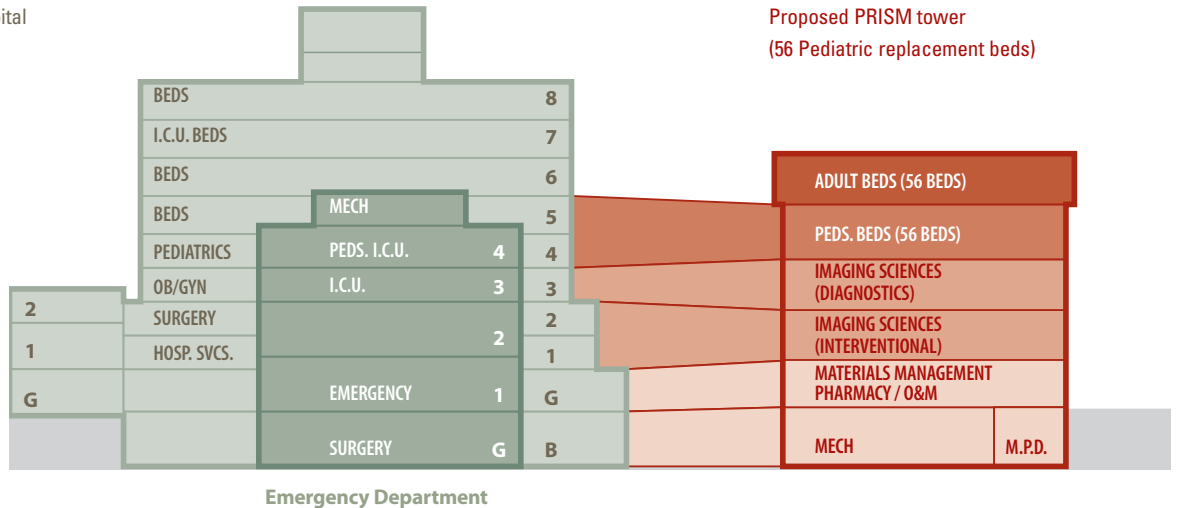 Proposed PRISM tower
(56 Pediatric replacement beds)
BEDS 8
I.C.U. BEDS 7
BEDS 6
BEDS 5
PEDIATRICS 4
OB/GYN 3
SURGERY 2
HOSP. SVCS. 1
G
B
2
1
G
MECH
PEDS. I.C.U. 4
I.C.U. 3
2
EMERGENCY 1
SURGERY G
ADULT BEDS (56 BEDS)
PEDS. BEDS (56 BEDS)
IMAGING SCIENCES
(DIAGNOSTICS)
IMAGING SCIENCES
(INTERVENTIONAL)
MATERIALS MANAGEMENT
PHARMACY / O&M
MECH M.P.D.
Emergency Department